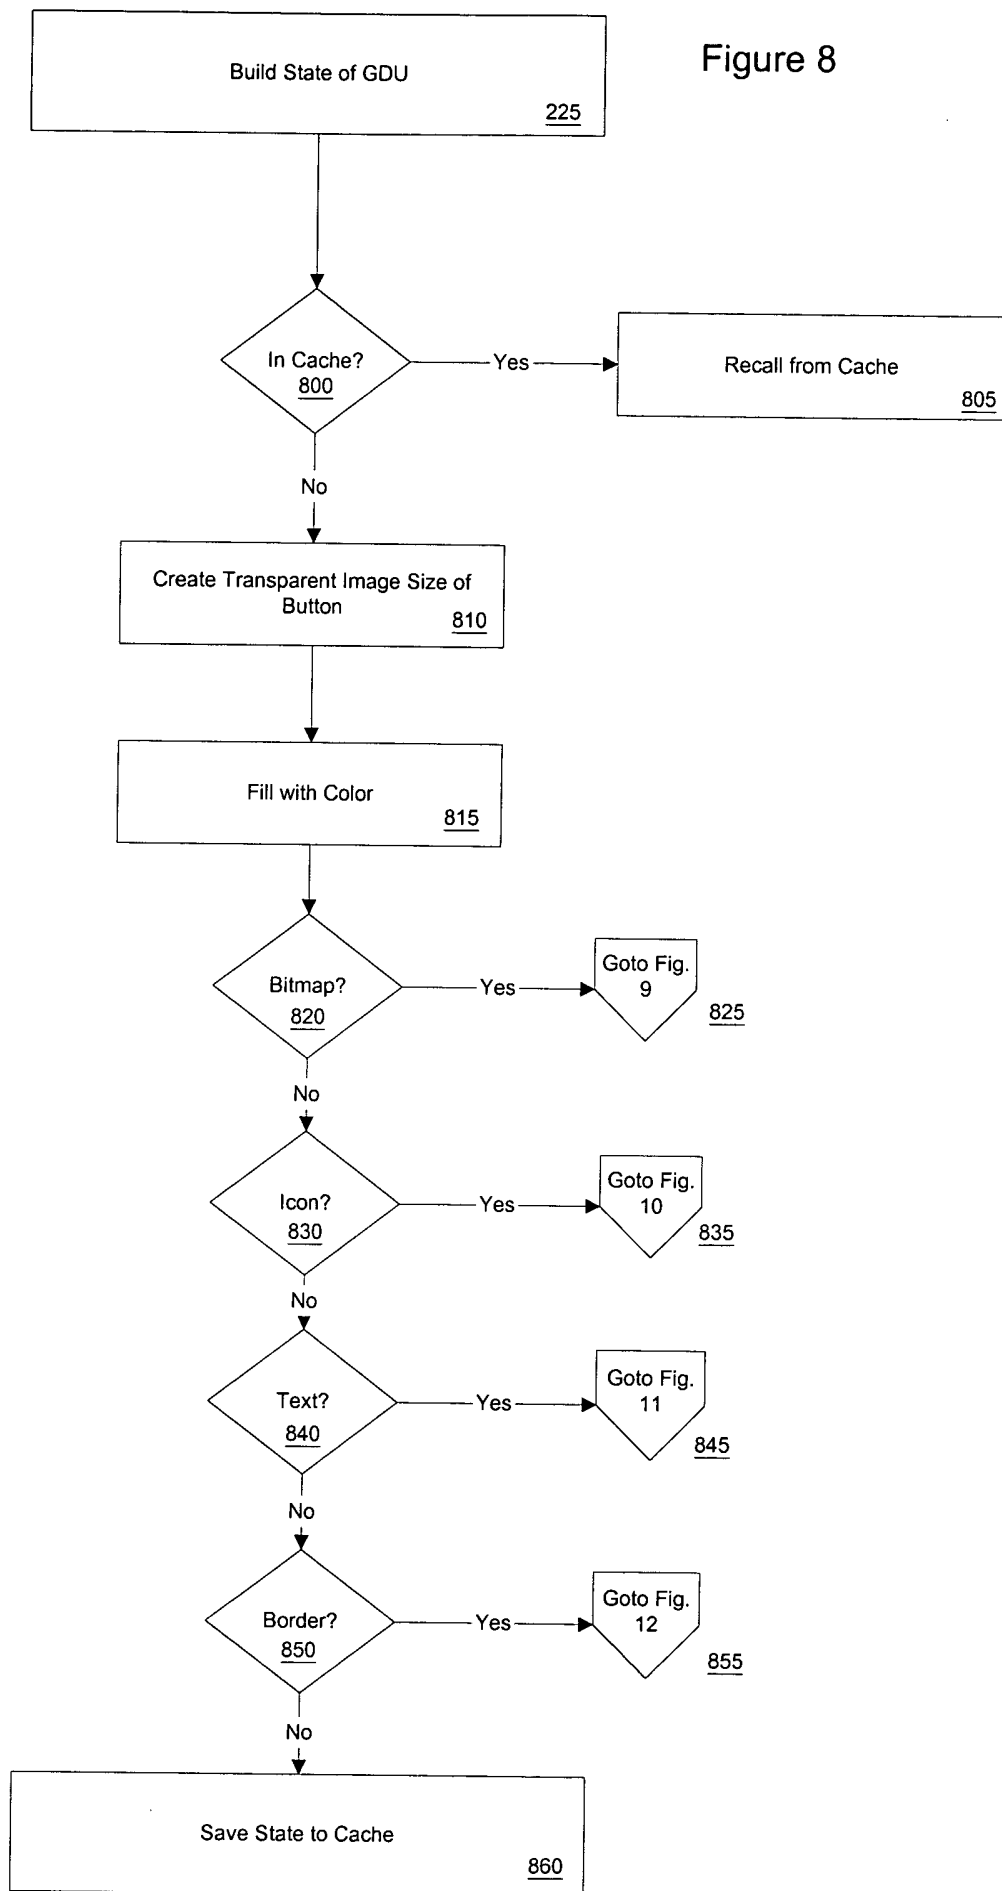 Figure 8
Build State of GDU
225
In Cache?
800
Yes
Recall from Cache
805
No
Create Transparent Image Size of
Button
810
Fill with Color
815
Bitmap?
820
Yes
Goto Fig.
9
825
No
Icon?
830
Yes
Goto Fig.
10
835
No
Text?
840
Yes
Goto Fig.
11
845
No
Border?
850
Yes
Goto Fig.
12
855
No
Save State to Cache
860